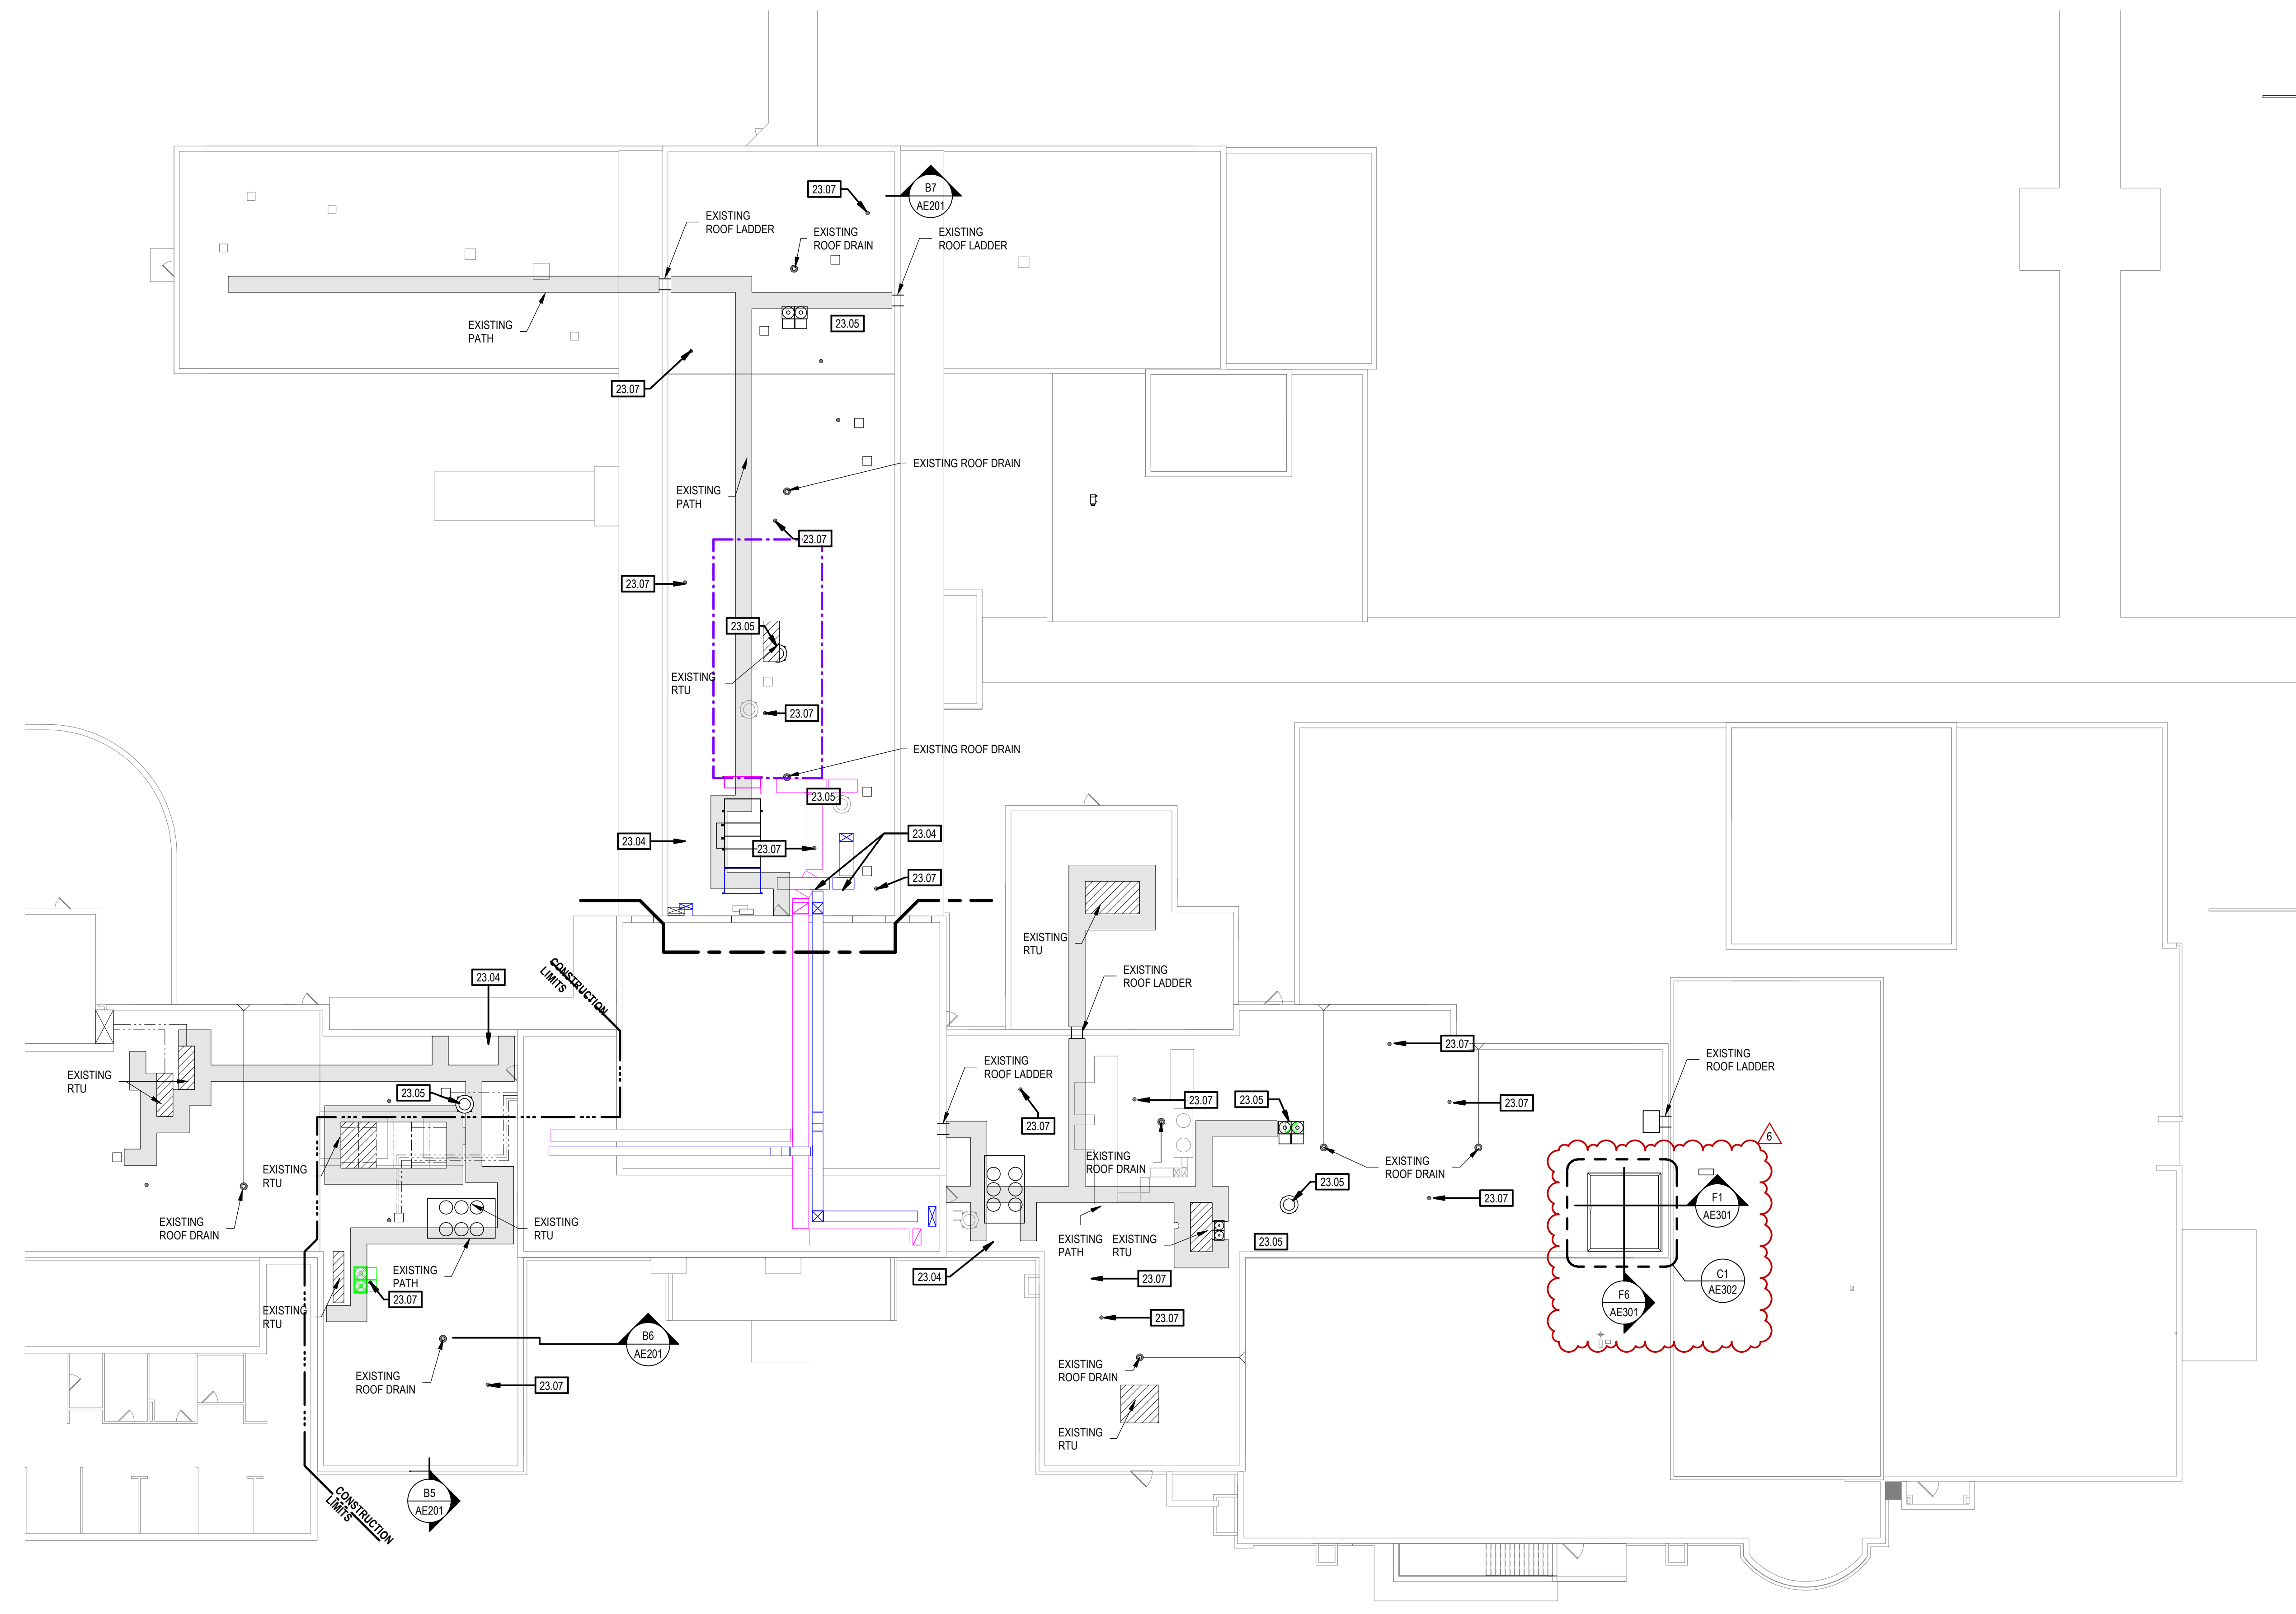 23.07
B7
AE201
EXISTING
ROOF LADDER
EXISTING
ROOF DRAIN
EXISTING
ROOF LADDER
EXISTING
PATH
23.05
23.07
EXISTING ROOF DRAIN
EXISTING
PATH
23.07
23.07
23.05
EXISTING
RTU
23.07
EXISTING ROOF DRAIN
23.05
23.04
23.04
23.07
23.07
EXISTING
RTU
EXISTING
ROOF LADDER
23.04
CONSTRUCTION
LIMITS
23.07
EXISTING
ROOF LADDER
EXISTING
ROOF LADDER
EXISTING
RTU
23.05
23.07
23.05
23.07
23.07
6
EXISTING
ROOF DRAIN
EXISTING
ROOF DRAIN
EXISTING
RTU
23.05
23.07
F1
AE301
EXISTING
ROOF DRAIN
EXISTING
RTU
EXISTING
PATH
EXISTING
RTU
23.05
EXISTING
PATH
23.04
23.07
C1
AE302
F6
AE301
23.07
EXISTING
RTU
23.07
B6
AE201
EXISTING
ROOF DRAIN
23.07
EXISTING
ROOF DRAIN
EXISTING
RTU
B5
AE201
CONSTRUCTION
LIMITS